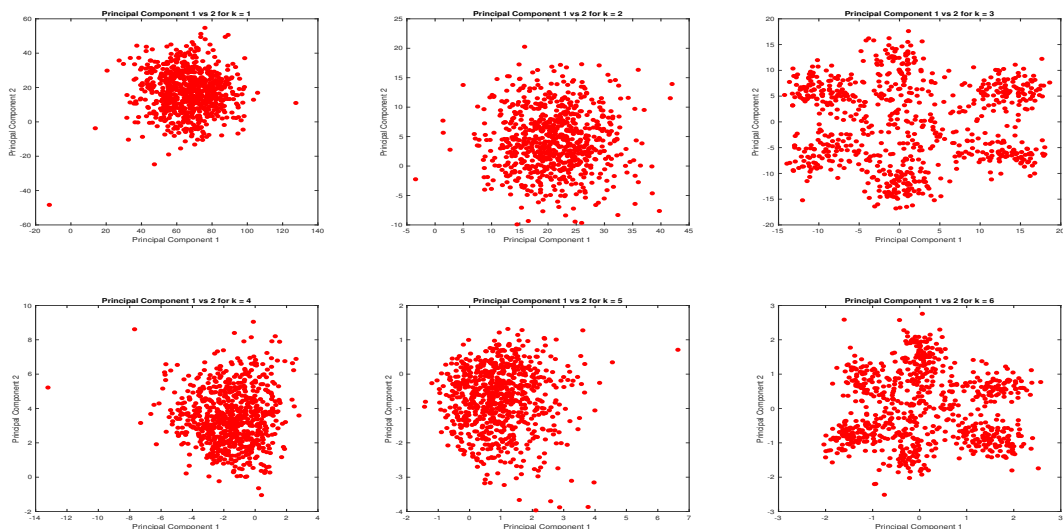 Principal Component 1 vs 2 for k = 1
60
40
20
0
-20
-40
-60
-20 0 20 40 60 80 100 120 140
Principal Component 1
Principal Component 2
Principal Component 1 vs 2 for k = 2
25
20
15
10
5
0
-5
-10
-5 0 5 10 15 20 25 30 35 40 45
Principal Component 1
Principal Component 2
Principal Component 1 vs 2 for k = 3
20
15
10
5
0
-5
-10
-15
-20
-15 -10 -5 0 5 10 15 20
Principal Component 1
Principal Component 2
Principal Component 1 vs 2 for k = 4
10
8
6
4
2
0
-2
-14 -12 -10 -8 -6 -4 -2 0 2 4
Principal Component 1
Principal Component 2
Principal Component 1 vs 2 for k = 5
2
1
0
-1
-2
-3
-4
-2 -1 0 1 2 3 4 5 6 7
Principal Component 1
Principal Component 2
Principal Component 1 vs 2 for k = 6
3
2
1
0
-1
-2
-3
-3 -2 -1 0 1 2 3
Principal Component 1
Principal Component 2